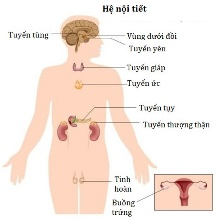 Hệ nội tiết
Tuyến tùng
Vùng dưới đồi
Tuyến yên
Tuyến giáp
Tuyến ức
Tuyến tụy
Tuyến thượng thận
Tinh
hoàn
Buồng
trứng